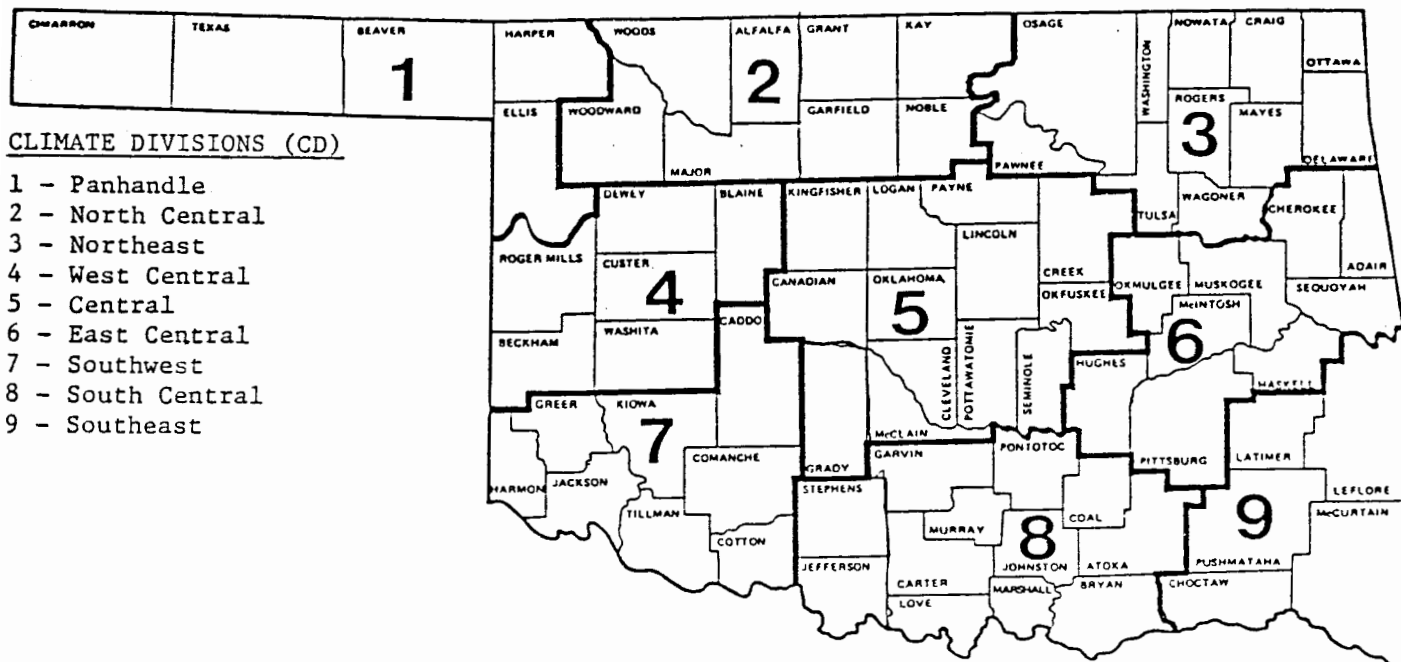 CIMARRON
TEXAS
BEAVER
HARPER
WOODS
ALFALFA
GRANT
KAY
OSAGE
NOWATA
CRAIG
OTTAWA
WASHINGTON
1
2
3
ELLIS
WOODWARD
GARFIELD
NOBLE
ROGERS
MAYES
MAJOR
PAWNEE
DELAWARE
CLIMATE DIVISIONS (CD)
1 - Panhandle
2 - North Central
3 - Northeast
4 - West Central
5 - Central
6 - East Central
7 - Southwest
8 - South Central
9 - Southeast
DEWEY
BLAINE
KINGFISHER
LOGAN
PAYNE
TULSA
WAGONER
CHEROKEE
LINCOLN
ROGER MILLS
CUSTER
4
CANADIAN
OKLAHOMA
5
CREEK
OKMULGEE
MUSKOGEE
ADAIR
SEQUOYAH
OKFUSKEE
McINTOSH
6
BECKHAM
WASHITA
CADDO
CLEVELAND
POTTAWATOMIE
SEMINOLE
HUGHES
HASKELL
GREER
KIOWA
7
McCLAIN
GARVIN
PONTOTOC
COMANCHE
GRADY
PITTSBURG
LATIMER
HARMON
JACKSON
STEPHENS
LEFLORE
TILLMAN
McCURTAIN
MURRAY
COAL
9
COTTON
8
JEFFERSON
JOHNSTON
ATOKA
PUSHMATAHA
CARTER
MARSHALL
BRYAN
CHOCTAW
LOVE